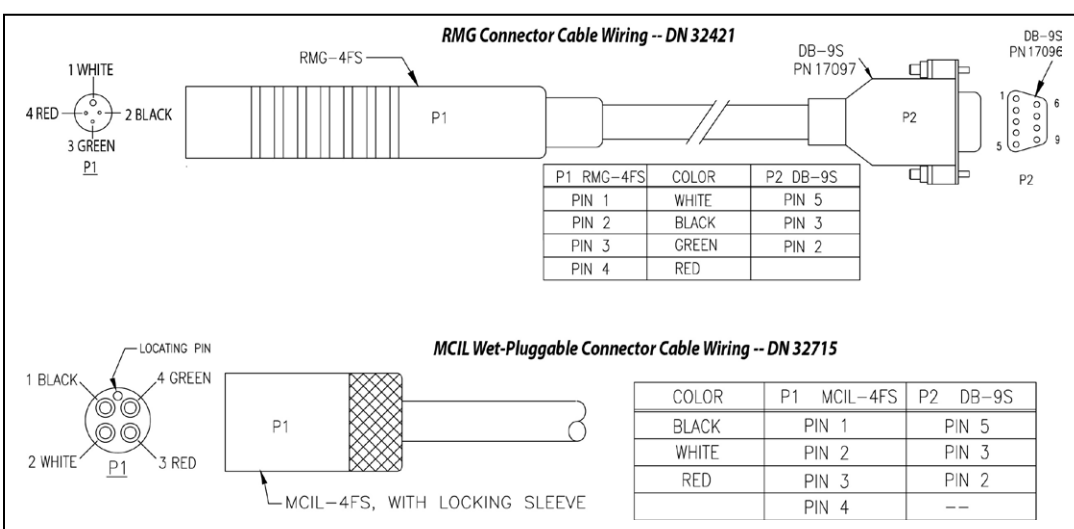 RMG Connector Cable Wiring -- DN 32421
RMG-4FS
DB-9S
PN 17097
DB-9S
PN 17096
1 WHITE
4 RED
2 BLACK
3 GREEN
P1
P1
P2
1
6
5
9
P2
P1 RMG-4FS COLOR P2 DB-9S
PIN 1 WHITE PIN 5
PIN 2 BLACK PIN 3
PIN 3 GREEN PIN 2
PIN 4 RED
MCIL Wet-Pluggable Connector Cable Wiring -- DN 32715
LOCATING PIN
1 BLACK
4 GREEN
2 WHITE
3 RED
P1
P1
MCIL-4FS, WITH LOCKING SLEEVE
COLOR P1 MCIL-4FS P2 DB-9S
BLACK PIN 1 PIN 5
WHITE PIN 2 PIN 3
RED PIN 3 PIN 2
PIN 4 --